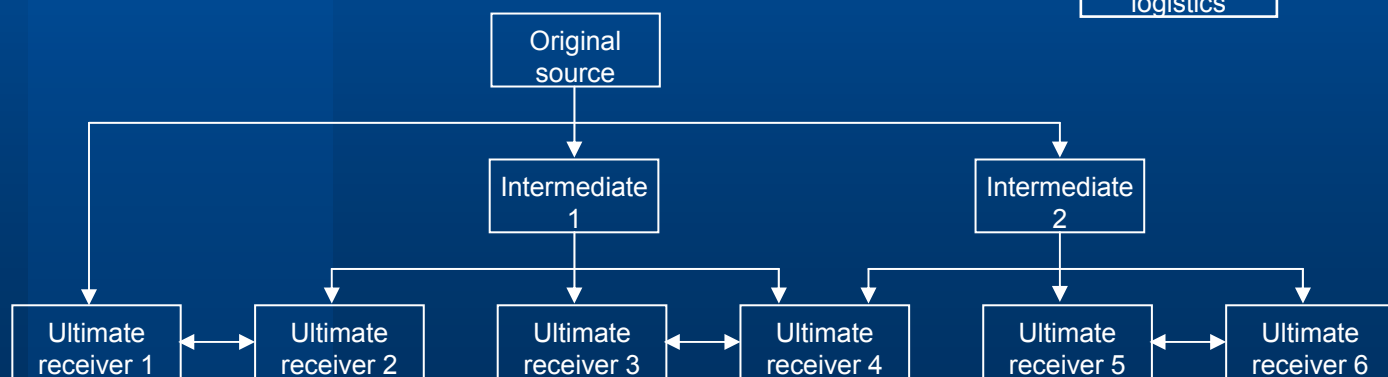 logistics
Original
source
Intermediate
1
Intermediate
2
Ultimate
receiver 1
Ultimate
receiver 2
Ultimate
receiver 3
Ultimate
receiver 4
Ultimate
receiver 5
Ultimate
receiver 6